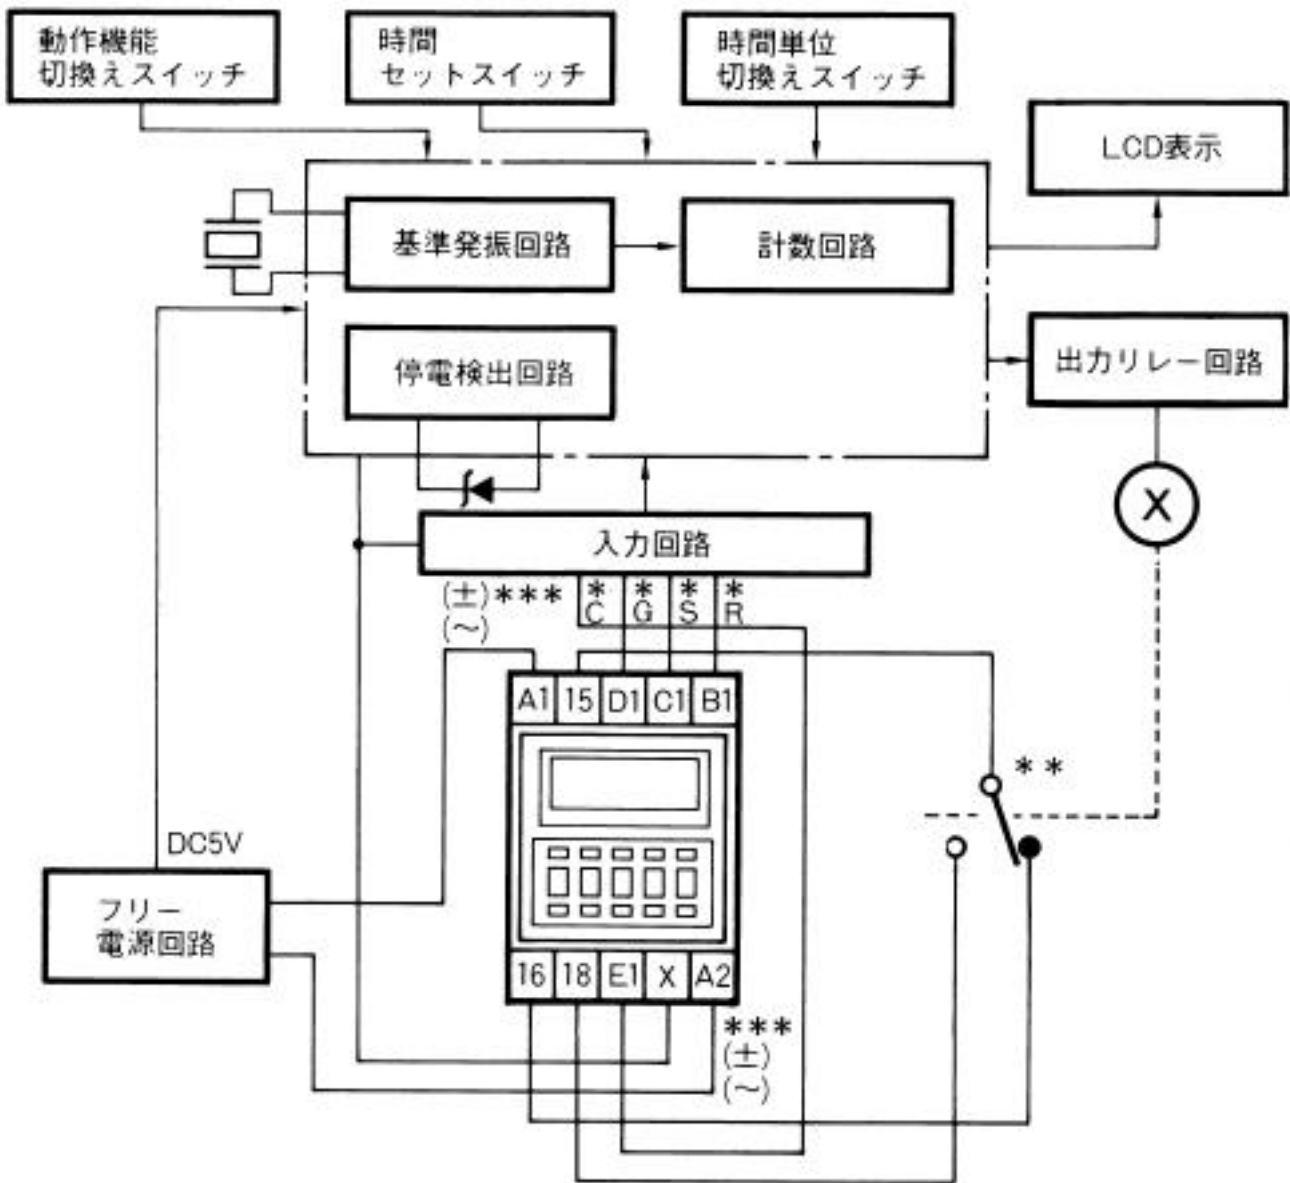 動作機能
切換えスイッチ
時間
セットスイッチ
時間単位
切換えスイッチ
LCD表示
基準発振回路
計数回路
停電検出回路
出力リレー回路
X
入力回路
(±)***
(～)
*
C
*
G
*
S
*
R
A1 15 D1 C1 B1
**
DC5V
フリー
電源回路
16 18 E1 X A2
***
(±)
(～)